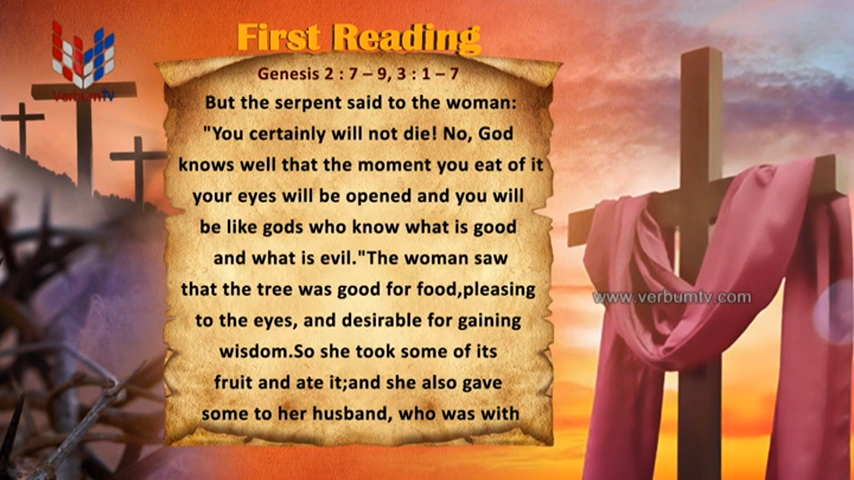 First Reading
VerbumTV
Genesis 2 : 7 – 9, 3 : 1 – 7
But the serpent said to the woman:
"You certainly will not die! No, God
knows well that the moment you eat of it
your eyes will be opened and you will
be like gods who know what is good
and what is evil."The woman saw
that the tree was good for food,pleasing
to the eyes, and desirable for gaining
wisdom.So she took some of its
fruit and ate it;and she also gave
some to her husband, who was with
www.verbumtv.com